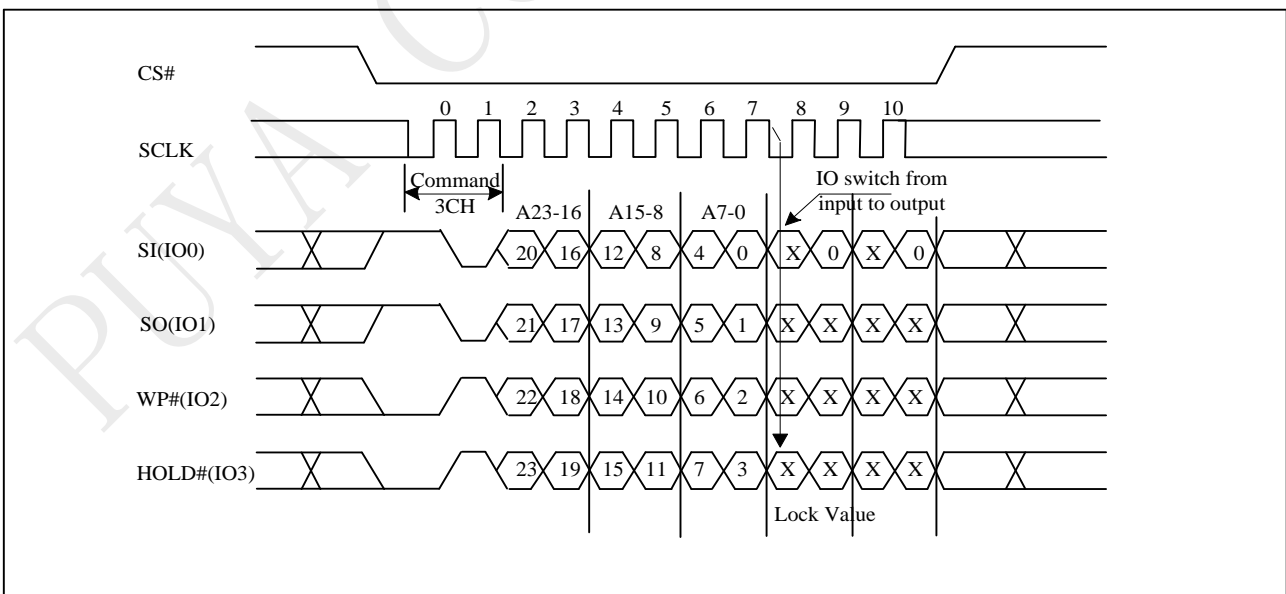 CS#
0 1 2 3 4 5 6 7 8 9 10
SCLK
Command
3CH
IO switch from
input to output
A23-16 A15-8 A7-0
SI(IO0) 20 16 12 8 4 0 X 0 X 0
SO(IO1) 21 17 13 9 5 1 X X X X
WP#(IO2) 22 18 14 10 6 2 X X X X
HOLD#(IO3) 23 19 15 11 7 3 X X X X
Lock Value
PUYA